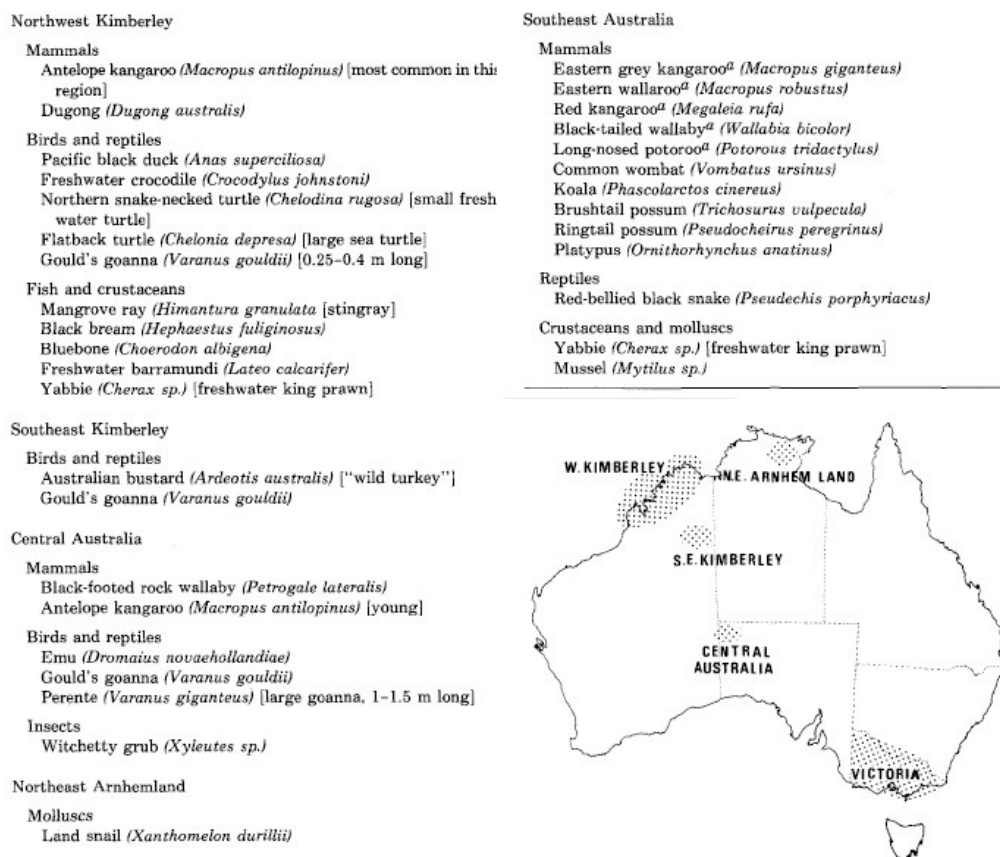 Northwest Kimberley
Mammals
Antelope kangaroo (Macropus antilopinus) [most common in this
region]
Dugong (Dugong australis)
Birds and reptiles
Pacific black duck (Anas superciliosa)
Freshwater crocodile (Crocodylus johnstoni)
Northern snake-necked turtle (Chelodina rugosa) [small fresh
water turtle]
Flatback turtle (Chelonia depresa) [large sea turtle]
Gould's goanna (Varanus gouldii) [0.25–0.4 m long]
Fish and crustaceans
Mangrove ray (Himantura granulata [stingray]
Black bream (Hephaestus fuliginosus)
Bluebone (Choerodon albigena)
Freshwater barramundi (Lateo calcarifer)
Yabbie (Cherax sp.) [freshwater king prawn]
Southeast Kimberley
Birds and reptiles
Australian bustard (Ardeotis australis) ["wild turkey"]
Gould's goanna (Varanus gouldii)
Central Australia
Mammals
Black-footed rock wallaby (Petrogale lateralis)
Antelope kangaroo (Macropus antilopinus) [young]
Birds and reptiles
Emu (Dromaius novaehollandiae)
Gould's goanna (Varanus gouldii)
Perente (Varanus giganteus) [large goanna, 1–1.5 m long]
Insects
Witchetty grub (Xyleutes sp.)
Northeast Arnhemland
Molluscs
Land snail (Xanthomelon durillii)
Southeast Australia
Mammals
Eastern grey kangarooᵃ (Macropus giganteus)
Eastern wallarooᵃ (Macropus robustus)
Red kangarooᵃ (Megaleia rufa)
Black-tailed wallabyᵃ (Wallabia bicolor)
Long-nosed potorooᵃ (Potorous tridactylus)
Common wombat (Vombatus ursinus)
Koala (Phascolarctos cinereus)
Brushtail possum (Trichosurus vulpecula)
Ringtail possum (Pseudocheirus peregrinus)
Platypus (Ornithorhynchus anatinus)
Reptiles
Red-bellied black snake (Pseudechis porphyriacus)
Crustaceans and molluscs
Yabbie (Cherax sp.) [freshwater king prawn]
Mussel (Mytilus sp.)
W. KIMBERLEY
N.E. ARNHEM LAND
S.E. KIMBERLEY
CENTRAL
AUSTRALIA
VICTORIA